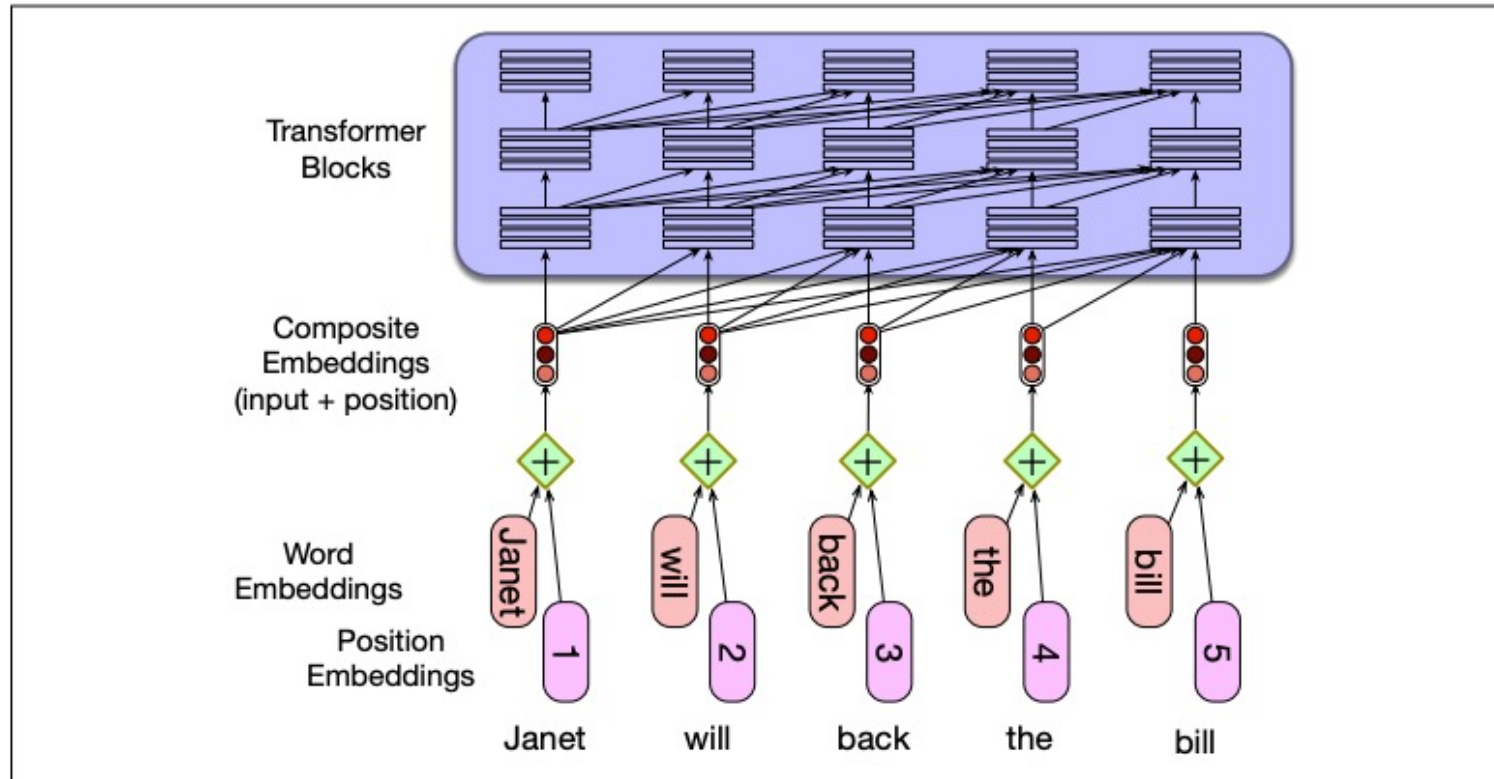 Transformer
Blocks
Composite
Embeddings
(input + position)
+ + + + +
Word
Embeddings
Janet will back the bill
Position
Embeddings
1 2 3 4 5
Janet will back the bill